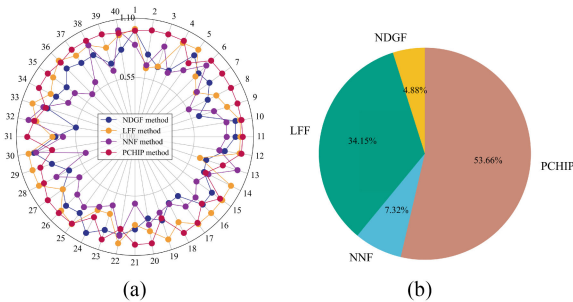 40 1 2
39 1.10 3
38 4
37 5
36 6
35 7
34 0.55 8
33 9
32 10
31 11
30 12
29 13
28 14
27 15
26 16
25 17
24 18
23 19
22 21 20
NDGF method
LFF method
NNF method
PCHIP method
(a)
NDGF
4.88%
LFF
34.15%
53.66%
PCHIP
7.32%
NNF
(b)